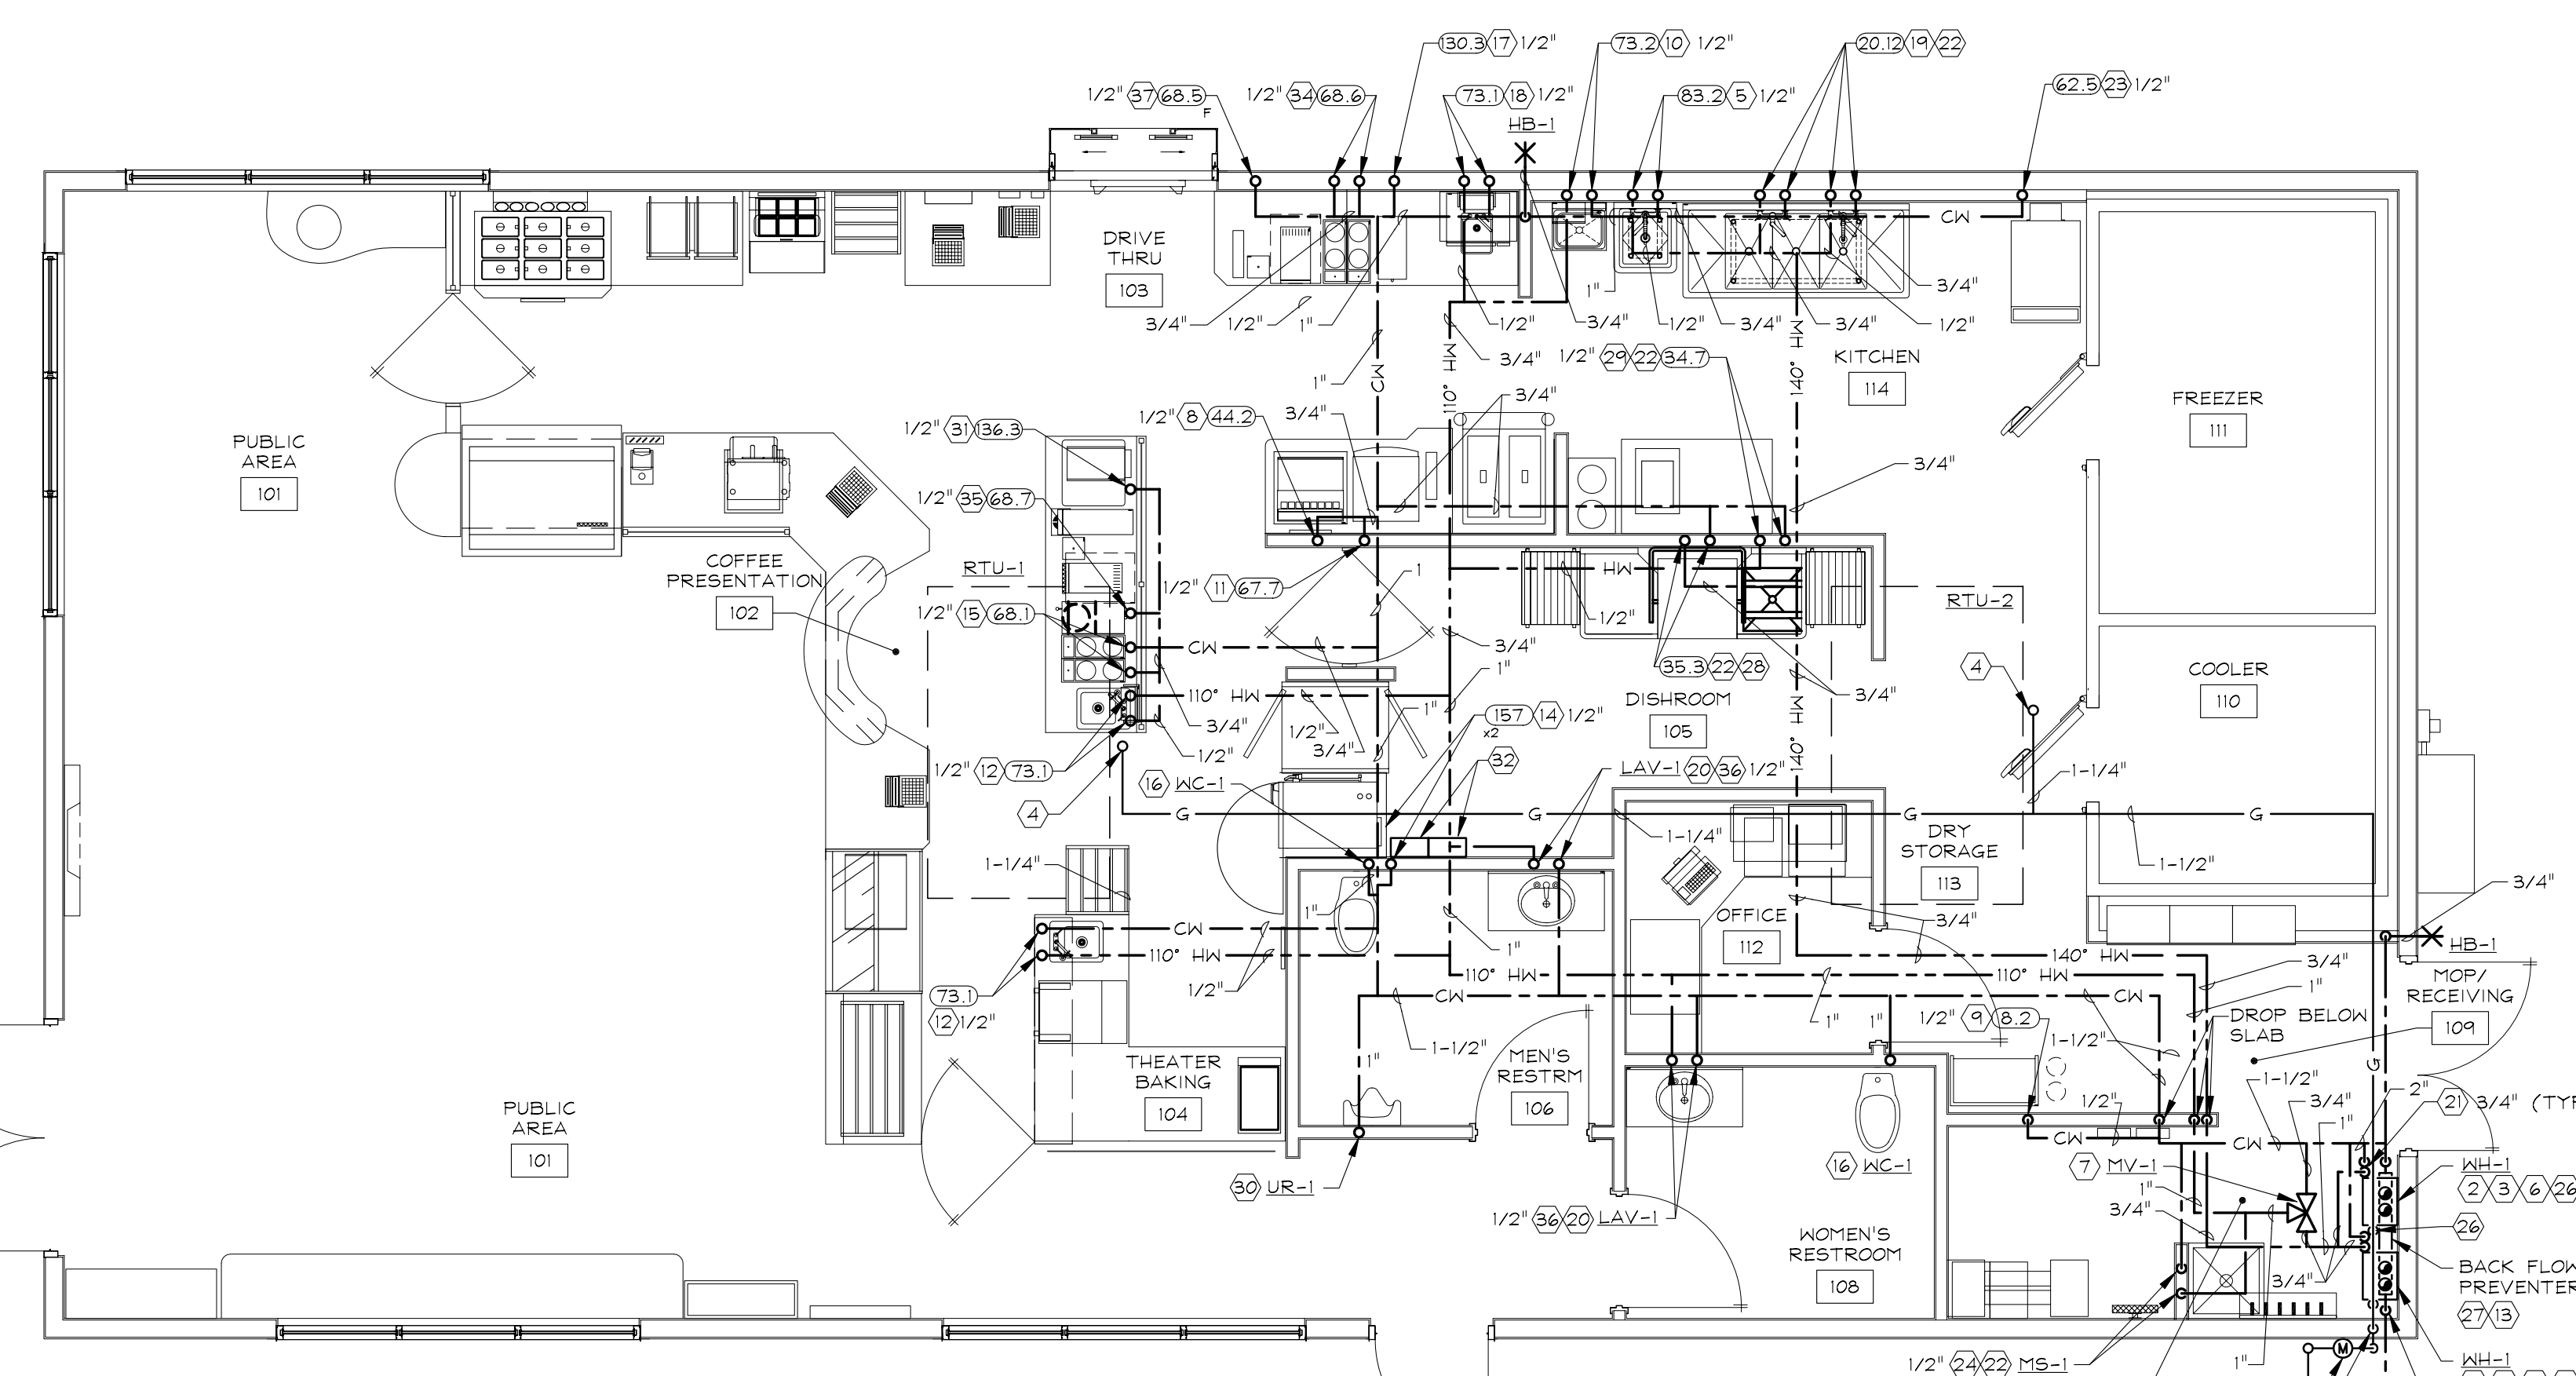 130.3 17 1/2"
73.2 10 1/2"
20.12 19 22
1/2" 37 68.5
F
1/2" 34 68.6
73.1 18 1/2"
HB-1
83.2 5 1/2"
62.5 23 1/2"
CW
DRIVE
THRU
103
3/4"
1/2"
1"
1/2"
3/4"
1"
1/2"
3/4"
3/4"
3/4"
1/2"
1"
CW
HW
110°
3/4"
1/2" 29 22 34.7
HW
140°
KITCHEN
114
FREEZER
111
1/2" 8 44.2
3/4"
3/4"
1/2" 31 136.3
PUBLIC
AREA
101
3/4"
1/2" 35 68.7
COFFEE
PRESENTATION
102
RTU-1
1/2" 15 68.1
1/2" 11 67.7
1
HW
1/2"
RTU-2
CW
3/4"
1"
35.3 22 28
4
COOLER
110
110° HW
3/4"
1/2"
1/2"
3/4"
1"
157 14 1/2"
x2
DISHROOM
105
HW
140°
3/4"
1/2" 12 73.1
4
16 WC-1
32
LAV-1 20 36 1/2"
1-1/4"
G
G
G
G
1-1/4"
1-1/4"
DRY
STORAGE
113
1-1/2"
3/4"
1"
OFFICE
112
3/4"
CW
110° HW
1"
140° HW
HB-1
73.1
12 1/2"
1/2"
110° HW
110° HW
3/4"
CW
CW
1"
MOP/
RECEIVING
109
1"
1-1/2"
1"
1"
1/2" 9 8.2
1-1/2"
DROP BELOW
SLAB
G
THEATER
BAKING
104
MEN'S
RESTRM
106
1-1/2"
3/4"
2"
21 3/4" (TYP
1/2"
1"
PUBLIC
AREA
101
CW
CW
30 UR-1
16 WC-1
7 MV-1
WH-1
2 3 6 26
1"
3/4"
1/2" 36 20 LAV-1
26
WOMEN'S
RESTROOM
108
3/4"
BACK FLOW
PREVENTER
27 13
1/2" 24 22 MS-1
1"
M
WH-1